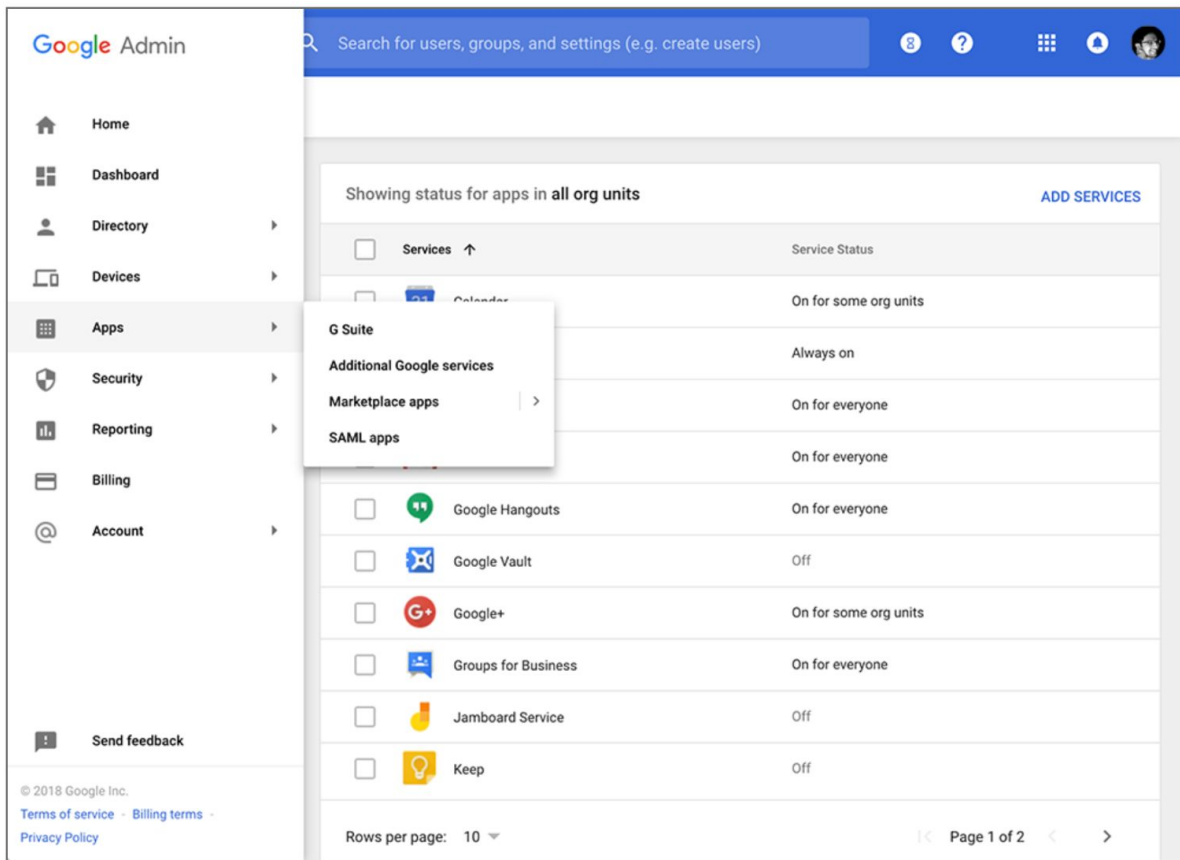 Google Admin
Search for users, groups, and settings (e.g. create users)
8
?
Home
Dashboard
Directory
Devices
Apps
Security
Reporting
Billing
Account
Send feedback
© 2018 Google Inc.
Terms of service · Billing terms ·
Privacy Policy
G Suite
Additional Google services
Marketplace apps
SAML apps
Showing status for apps in all org units
ADD SERVICES
Services Service Status
31 Calendar On for some org units
Always on
On for everyone
On for everyone
Google Hangouts On for everyone
Google Vault Off
G+ Google+ On for some org units
Groups for Business On for everyone
Jamboard Service Off
Keep Off
Rows per page: 10 Page 1 of 2